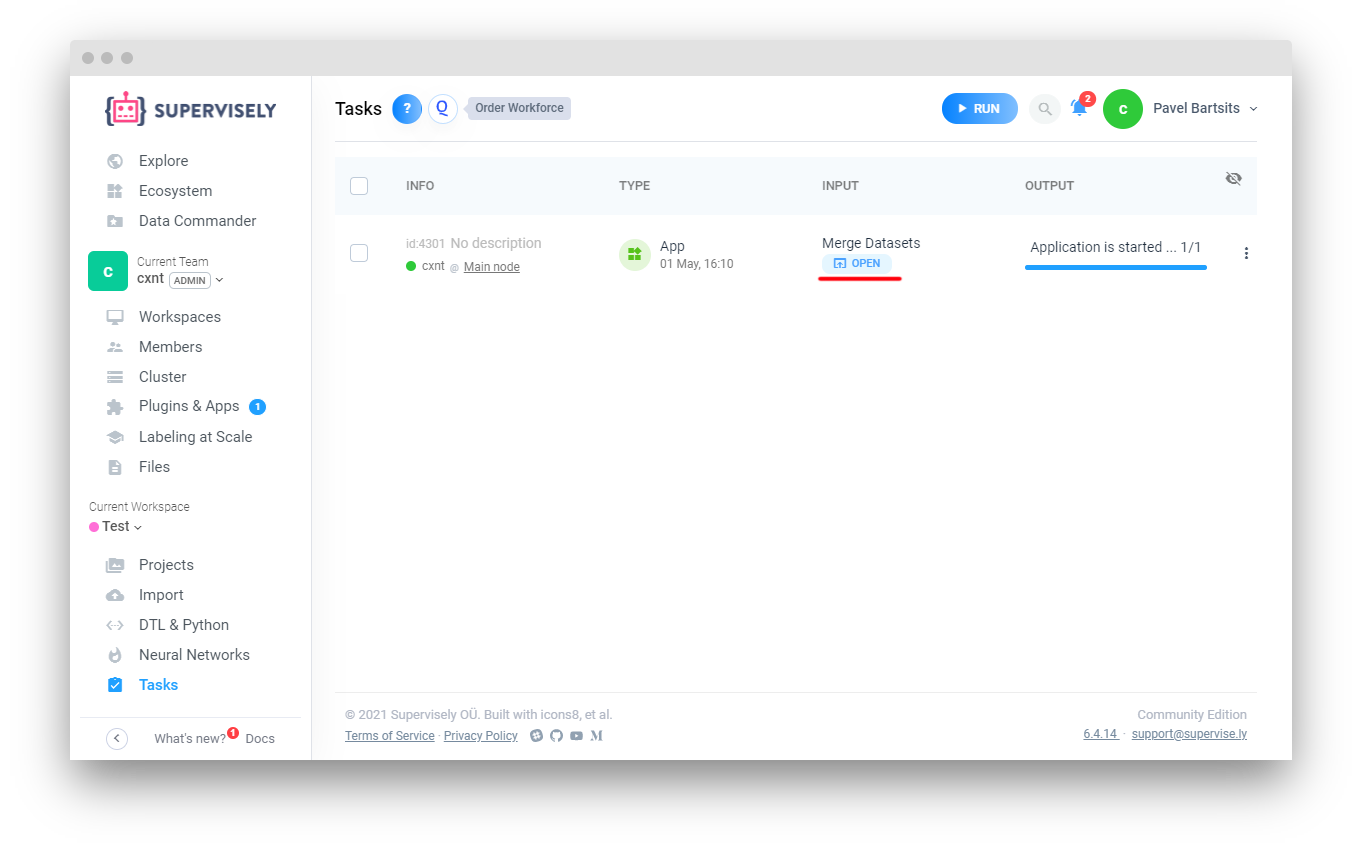 SUPERVISELY
Explore
Ecosystem
Data Commander
C
Current Team
cxnt ADMIN
Workspaces
Members
Cluster
Plugins & Apps 1
Labeling at Scale
Files
Current Workspace
Test
Projects
Import
DTL & Python
Neural Networks
Tasks
What's new? 1 Docs
Tasks ? Q Order Workforce
RUN 2 C Pavel Bartsits
INFO TYPE INPUT OUTPUT
id:4301 No description
cxnt @ Main node
App
01 May, 16:10
Merge Datasets
OPEN
Application is started ... 1/1
© 2021 Supervisely OÜ. Built with icons8, et al.
Terms of Service · Privacy Policy
Community Edition
6.4.14 · support@supervise.ly